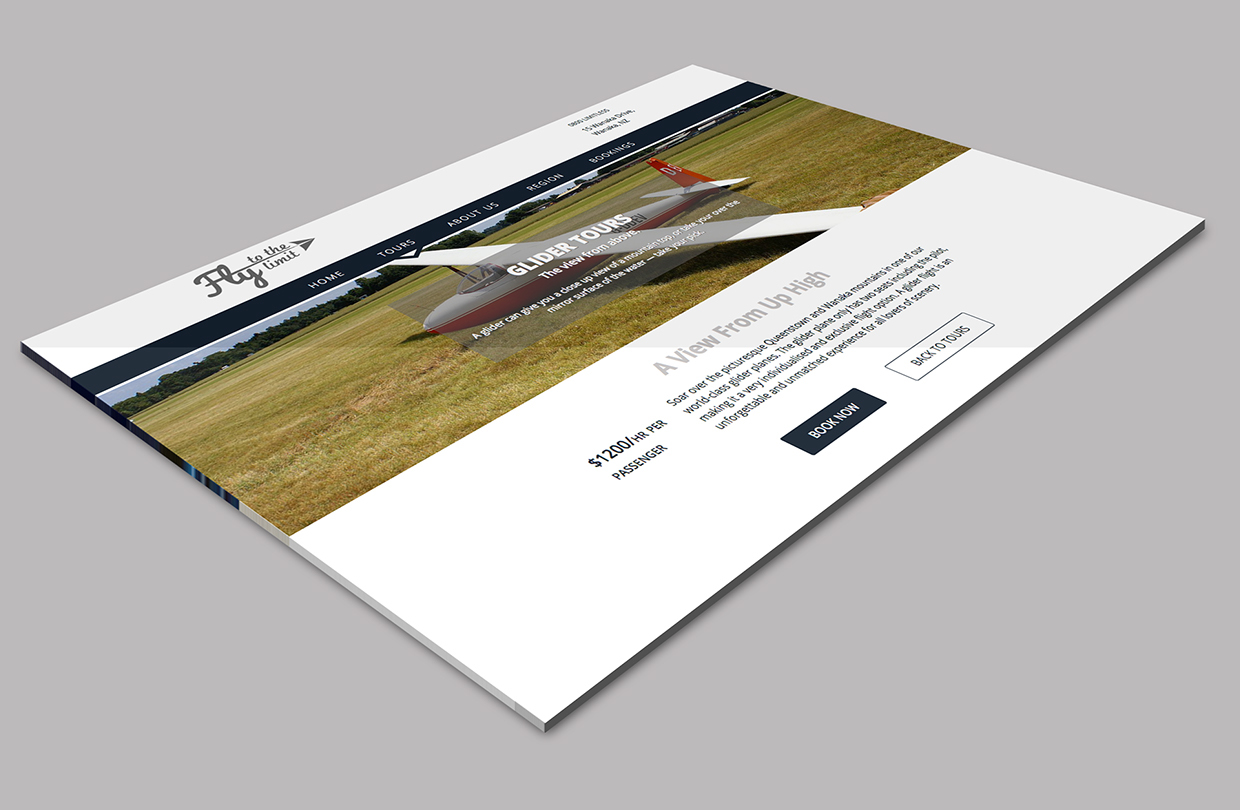 Fly to the
limit
0800 LIMITLESS
15 Wanaka Drive,
Wanaka, NZ
HOME TOURS ABOUT US REGION BOOKINGS
GLIDER TOURS
The view from above.
A glider can give you a close up view of a mountain top, or take your over the
mirror surface of the water — take your pick.
A View From Up High
Soar over the picturesque Queenstown and Wanaka mountains in one of our
world-class glider planes. The glider plane only has two seats including the pilot,
making it a very individualised and exclusive flight option. A glider flight is an
unforgettable and unmatched experience for all lovers of scenery.
$1200/HR PER
PASSENGER
BOOK NOW
BACK TO TOURS